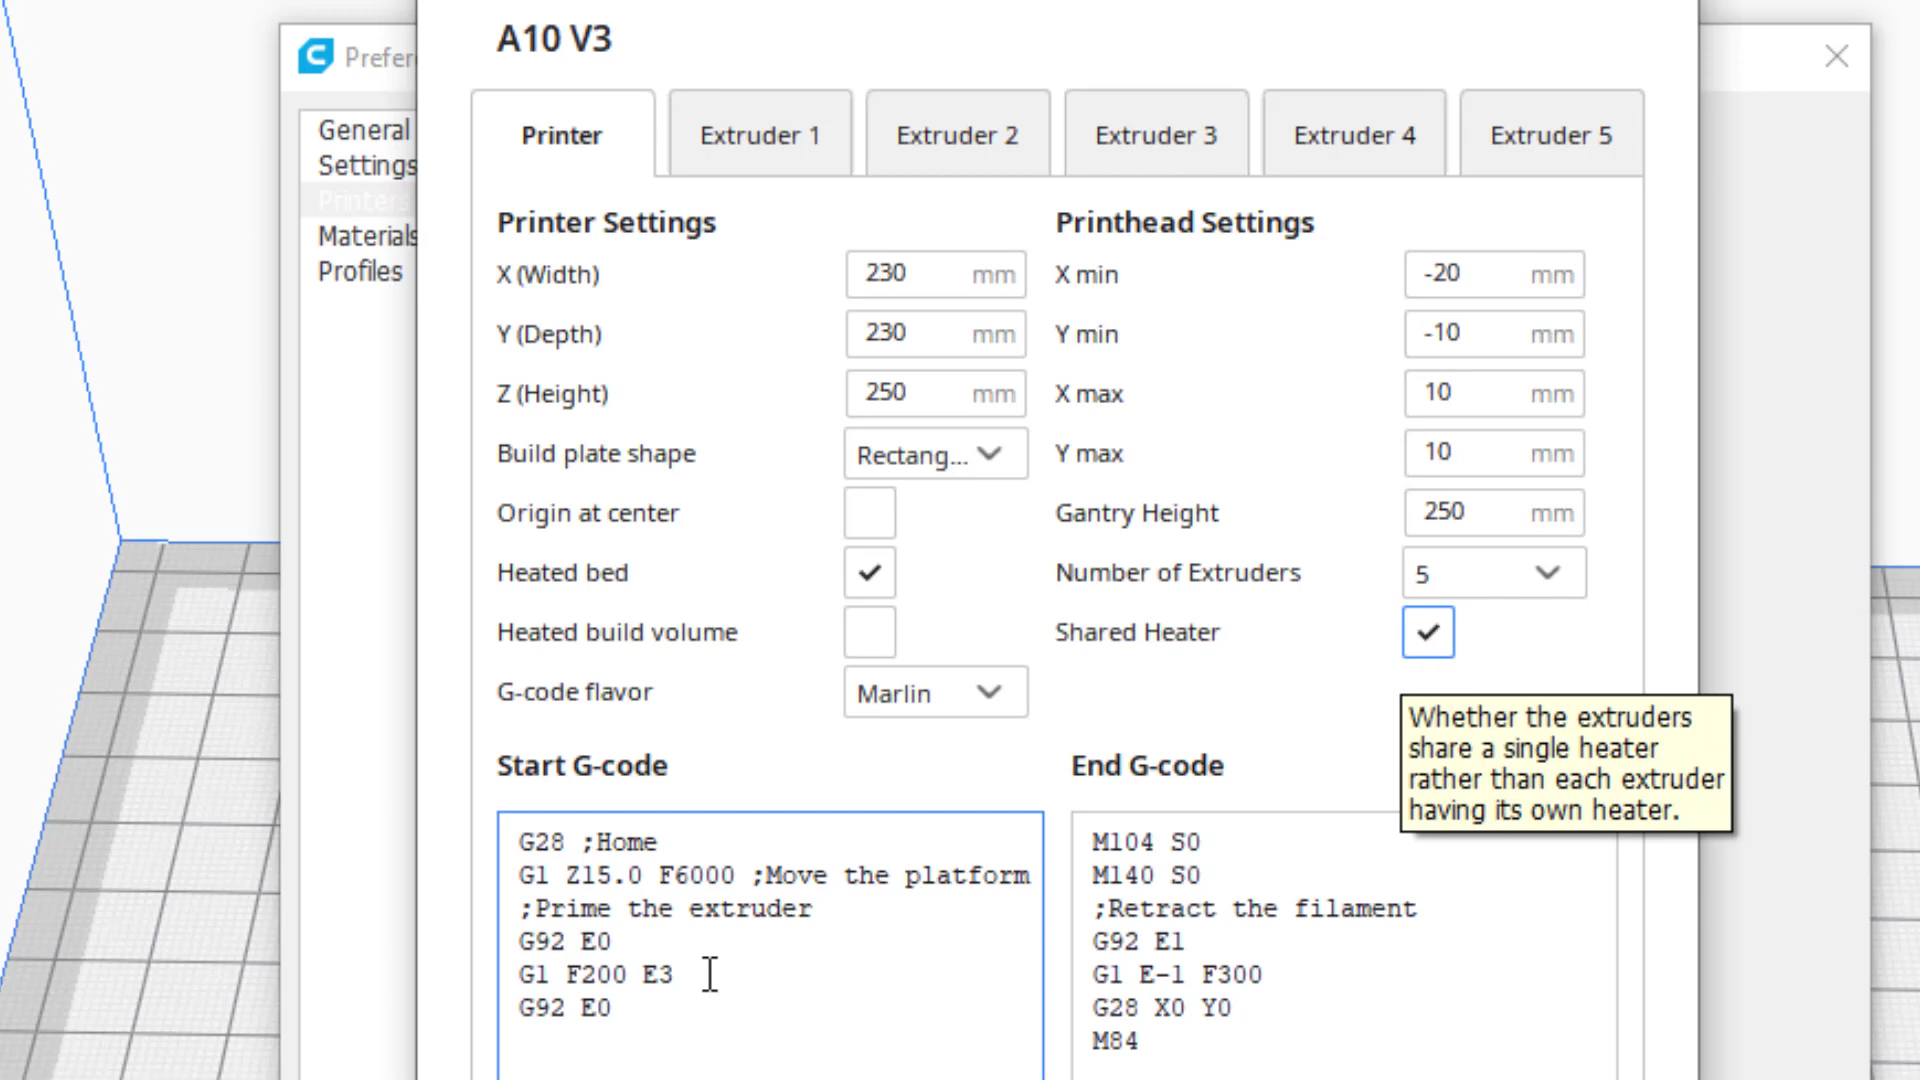 A10 V3
Prefer
General
Settings
Printers
Materials
Profiles
Printer
Extruder 1
Extruder 2
Extruder 3
Extruder 4
Extruder 5
Printer Settings
X (Width)
230 mm
Y (Depth)
230 mm
Z (Height)
250 mm
Build plate shape
Rectang...
Origin at center
Heated bed
Heated build volume
G-code flavor
Marlin
Printhead Settings
X min
-20 mm
Y min
-10 mm
X max
10 mm
Y max
10 mm
Gantry Height
250 mm
Number of Extruders
5
Shared Heater
Whether the extruders
share a single heater
rather than each extruder
having its own heater.
Start G-code
G28 ;Home
G1 Z15.0 F6000 ;Move the platform
;Prime the extruder
G92 E0
G1 F200 E3
G92 E0
End G-code
M104 S0
M140 S0
;Retract the filament
G92 E1
G1 E-1 F300
G28 X0 Y0
M84